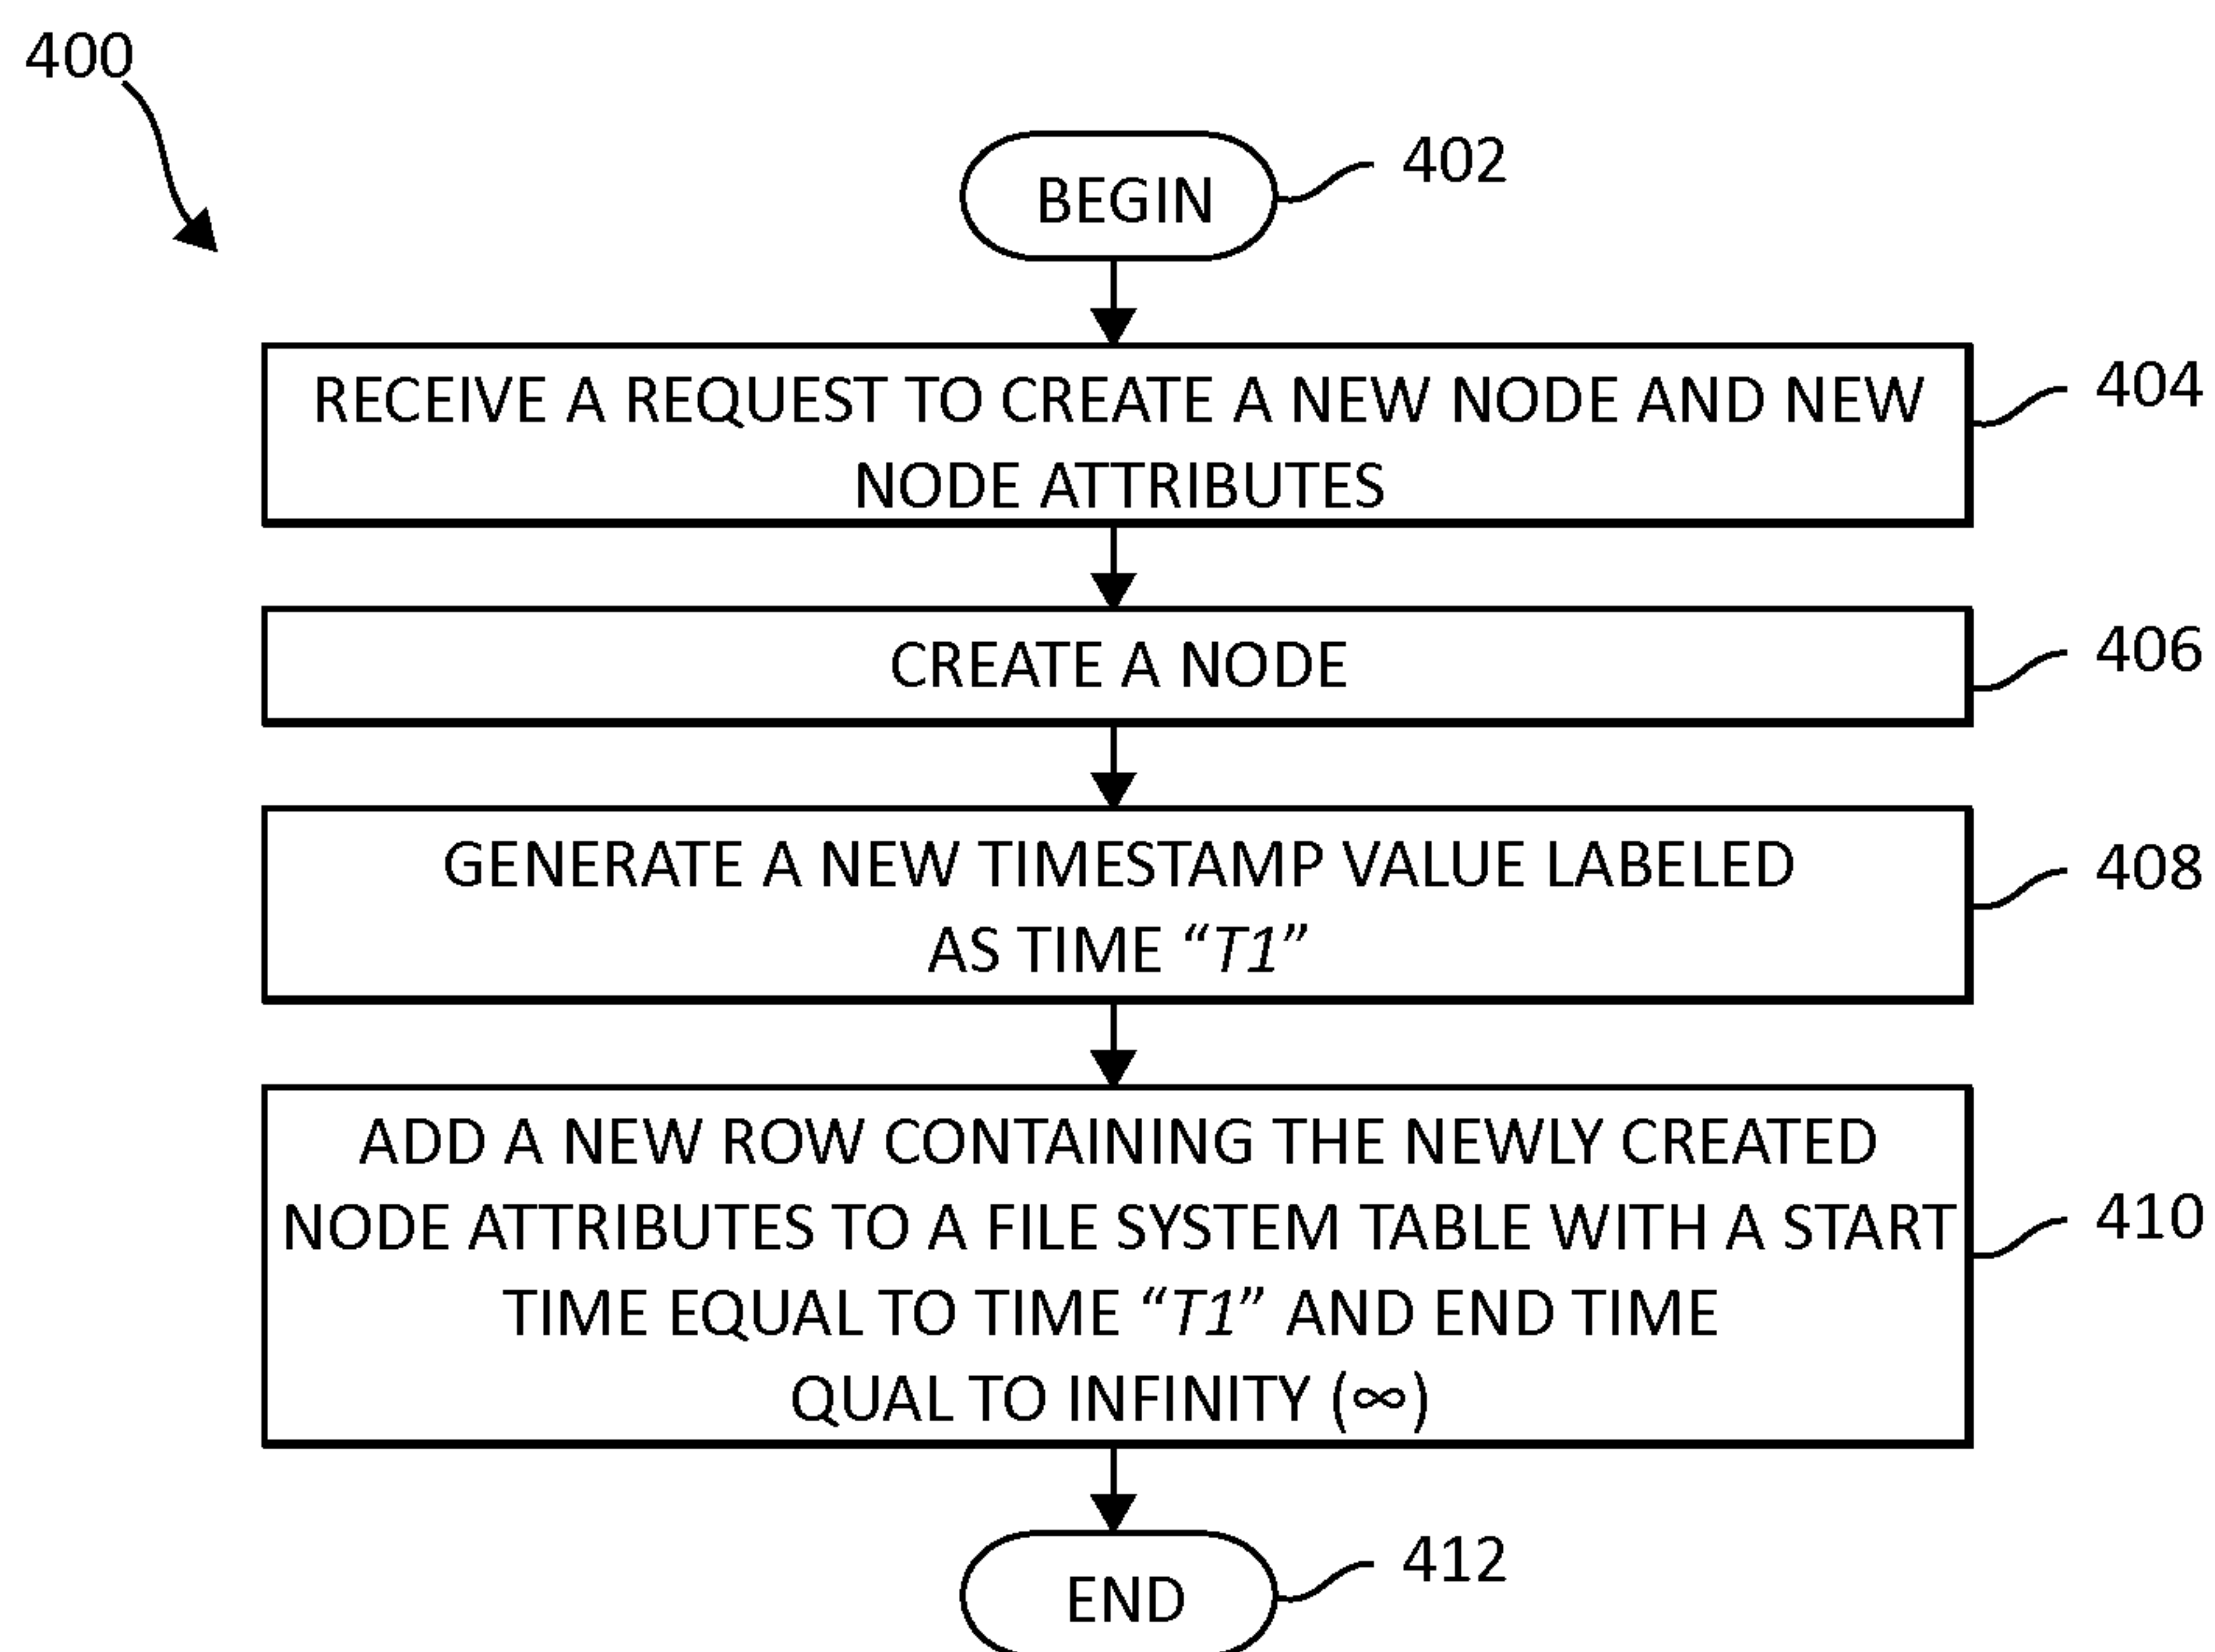 400
BEGIN
402
RECEIVE A REQUEST TO CREATE A NEW NODE AND NEW
NODE ATTRIBUTES
404
CREATE A NODE
406
GENERATE A NEW TIMESTAMP VALUE LABELED
AS TIME “T1”
408
ADD A NEW ROW CONTAINING THE NEWLY CREATED
NODE ATTRIBUTES TO A FILE SYSTEM TABLE WITH A START
TIME EQUAL TO TIME “T1” AND END TIME
QUAL TO INFINITY (∞)
410
END
412